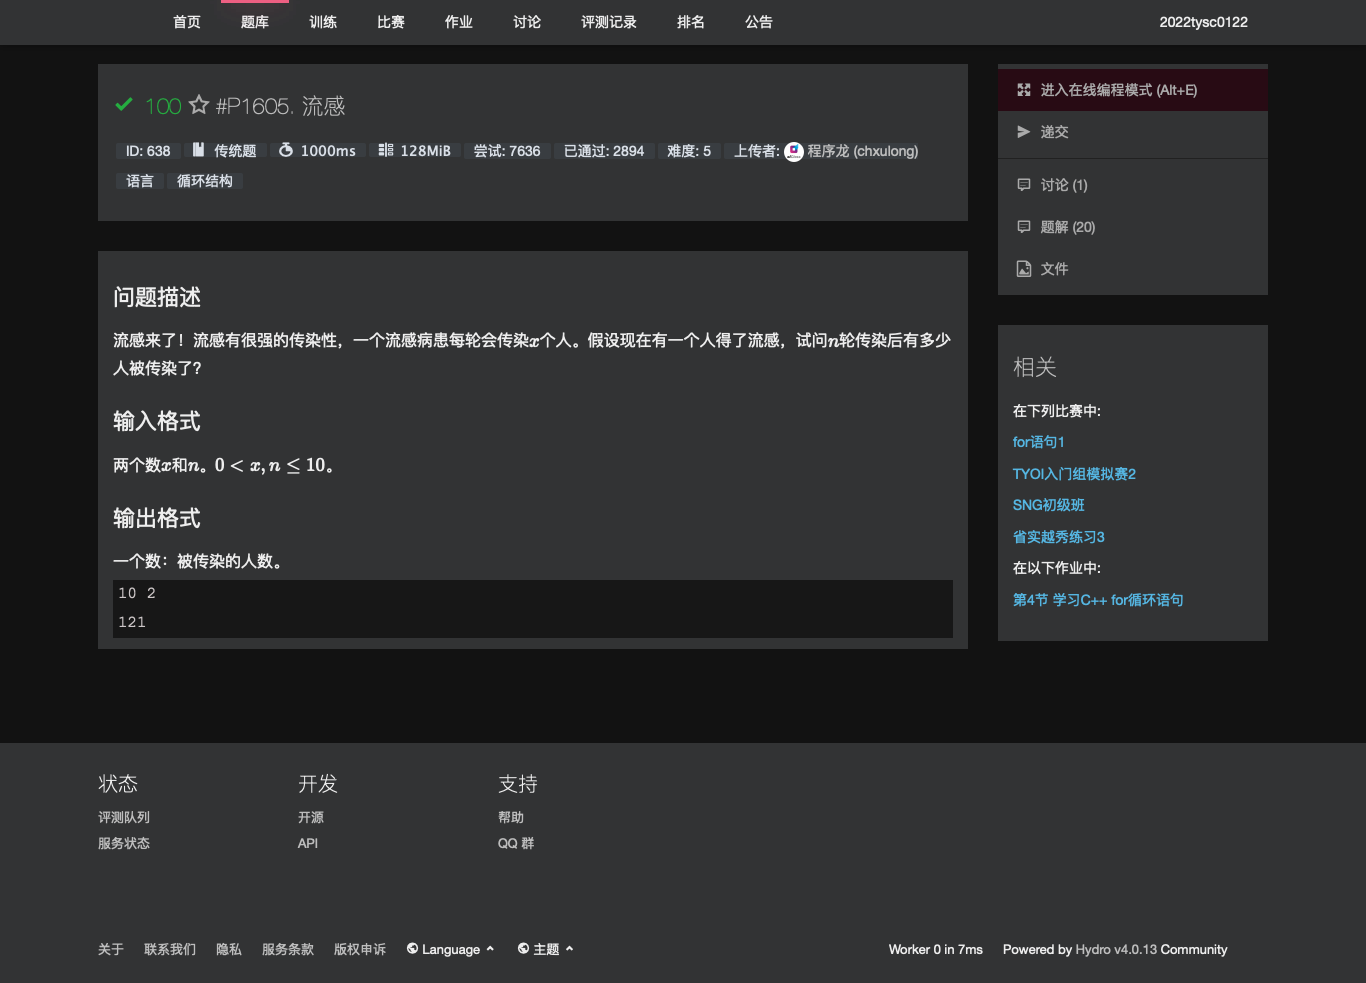 首页 题库 训练 比赛 作业 讨论 评测记录 排名 公告 2022tysc0122
100 #P1605. 流感
ID: 638 传统题 1000ms 128MiB 尝试: 7636 已通过: 2894 难度: 5 上传者: 程序龙 (chxulong)
语言 循环结构
问题描述
流感来了！流感有很强的传染性，一个流感病患每轮会传染x个人。假设现在有一个人得了流感，试问n轮传染后有多少
人被传染了？
输入格式
两个数x和n。0 < x, n ≤ 10。
输出格式
一个数：被传染的人数。
10 2
121
进入在线编程模式 (Alt+E)
递交
讨论 (1)
题解 (20)
文件
相关
在下列比赛中:
for语句1
TYOI入门组模拟赛2
SNG初级班
省实越秀练习3
在以下作业中:
第4节 学习C++ for循环语句
状态 开发 支持
评测队列 开源 帮助
服务状态 API QQ 群
关于 联系我们 隐私 服务条款 版权申诉 Language 主题 Worker 0 in 7ms Powered by Hydro v4.0.13 Community